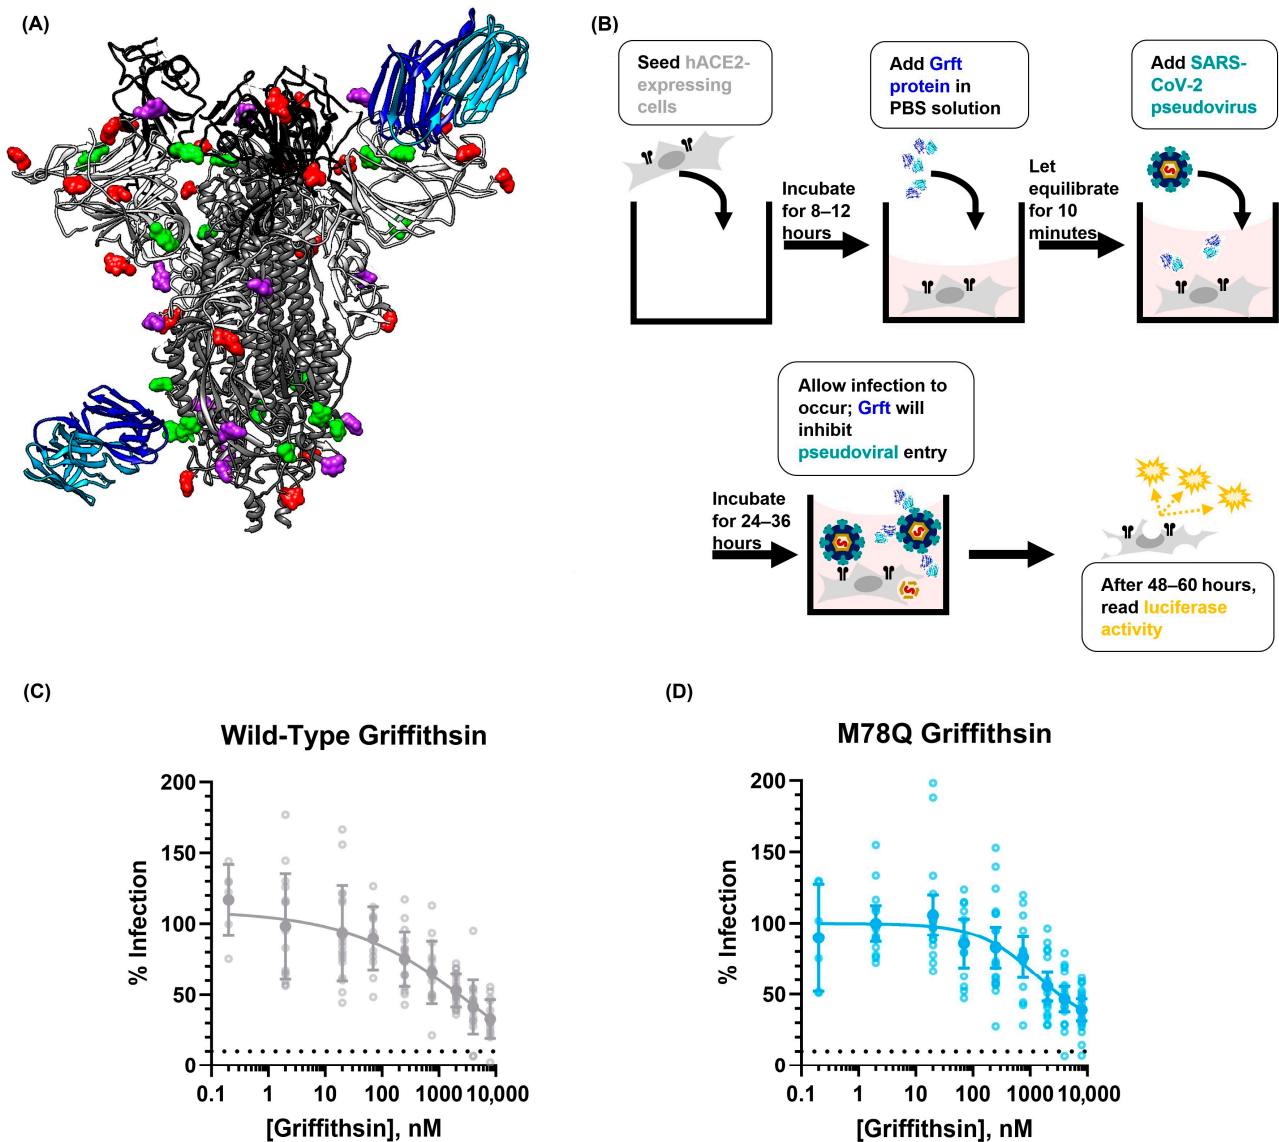 (A)
(B)
Seed hACE2-
expressing
cells
Add Grft
protein in
PBS solution
Add SARS-
CoV-2
pseudovirus
Incubate
for 8–12
hours
Let
equilibrate
for 10
minutes
Allow infection to
occur; Grft will
inhibit
pseudoviral entry
Incubate
for 24–36
hours
After 48–60 hours,
read luciferase
activity
(C)
Wild-Type Griffithsin
% Infection
200
150
100
50
0
0.1 1 10 100 1000 10,000
[Griffithsin], nM
(D)
M78Q Griffithsin
% Infection
200
150
100
50
0
0.1 1 10 100 1000 10,000
[Griffithsin], nM